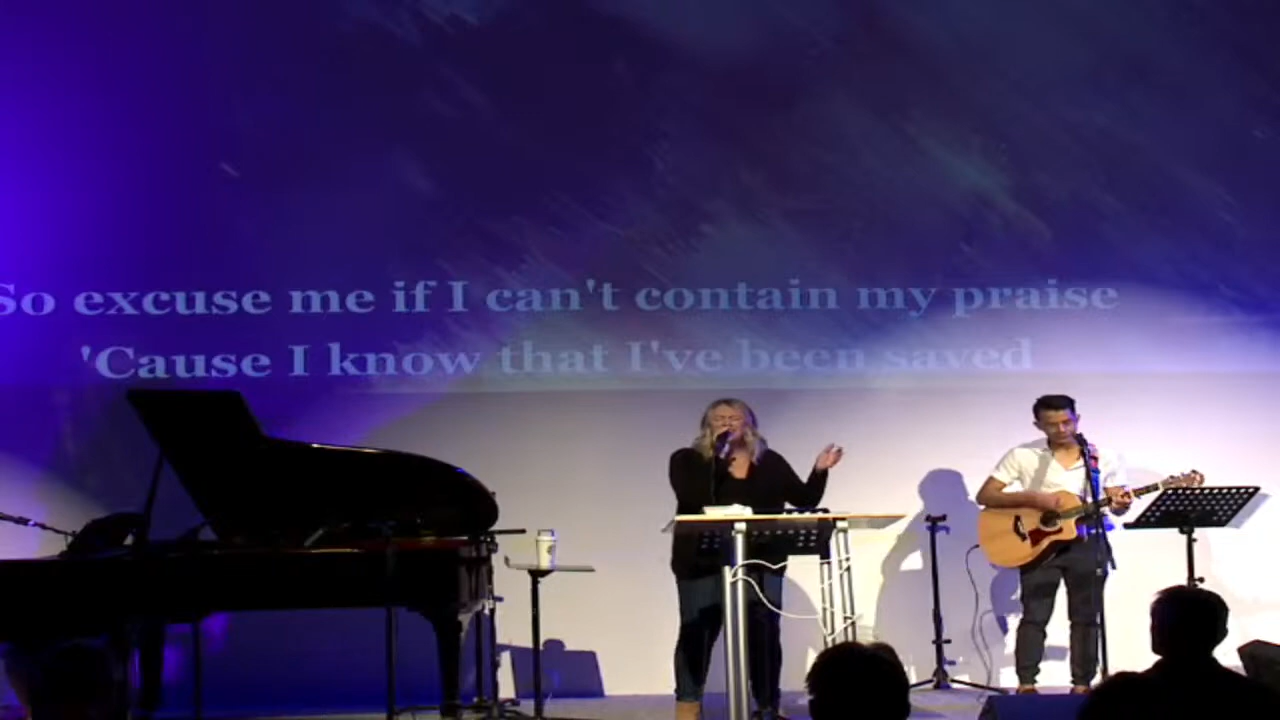 So excuse me if I can't contain my praise
'Cause I know that I've been saved